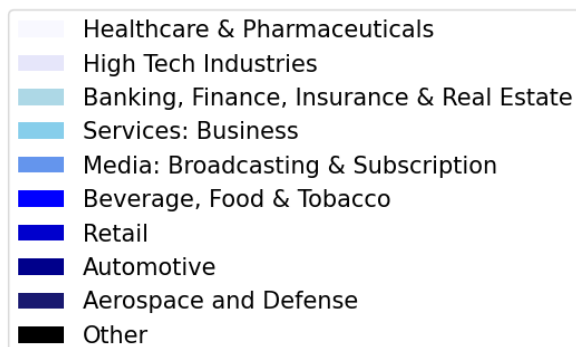 Healthcare & Pharmaceuticals
High Tech Industries
Banking, Finance, Insurance & Real Estate
Services: Business
Media: Broadcasting & Subscription
Beverage, Food & Tobacco
Retail
Automotive
Aerospace and Defense
Other